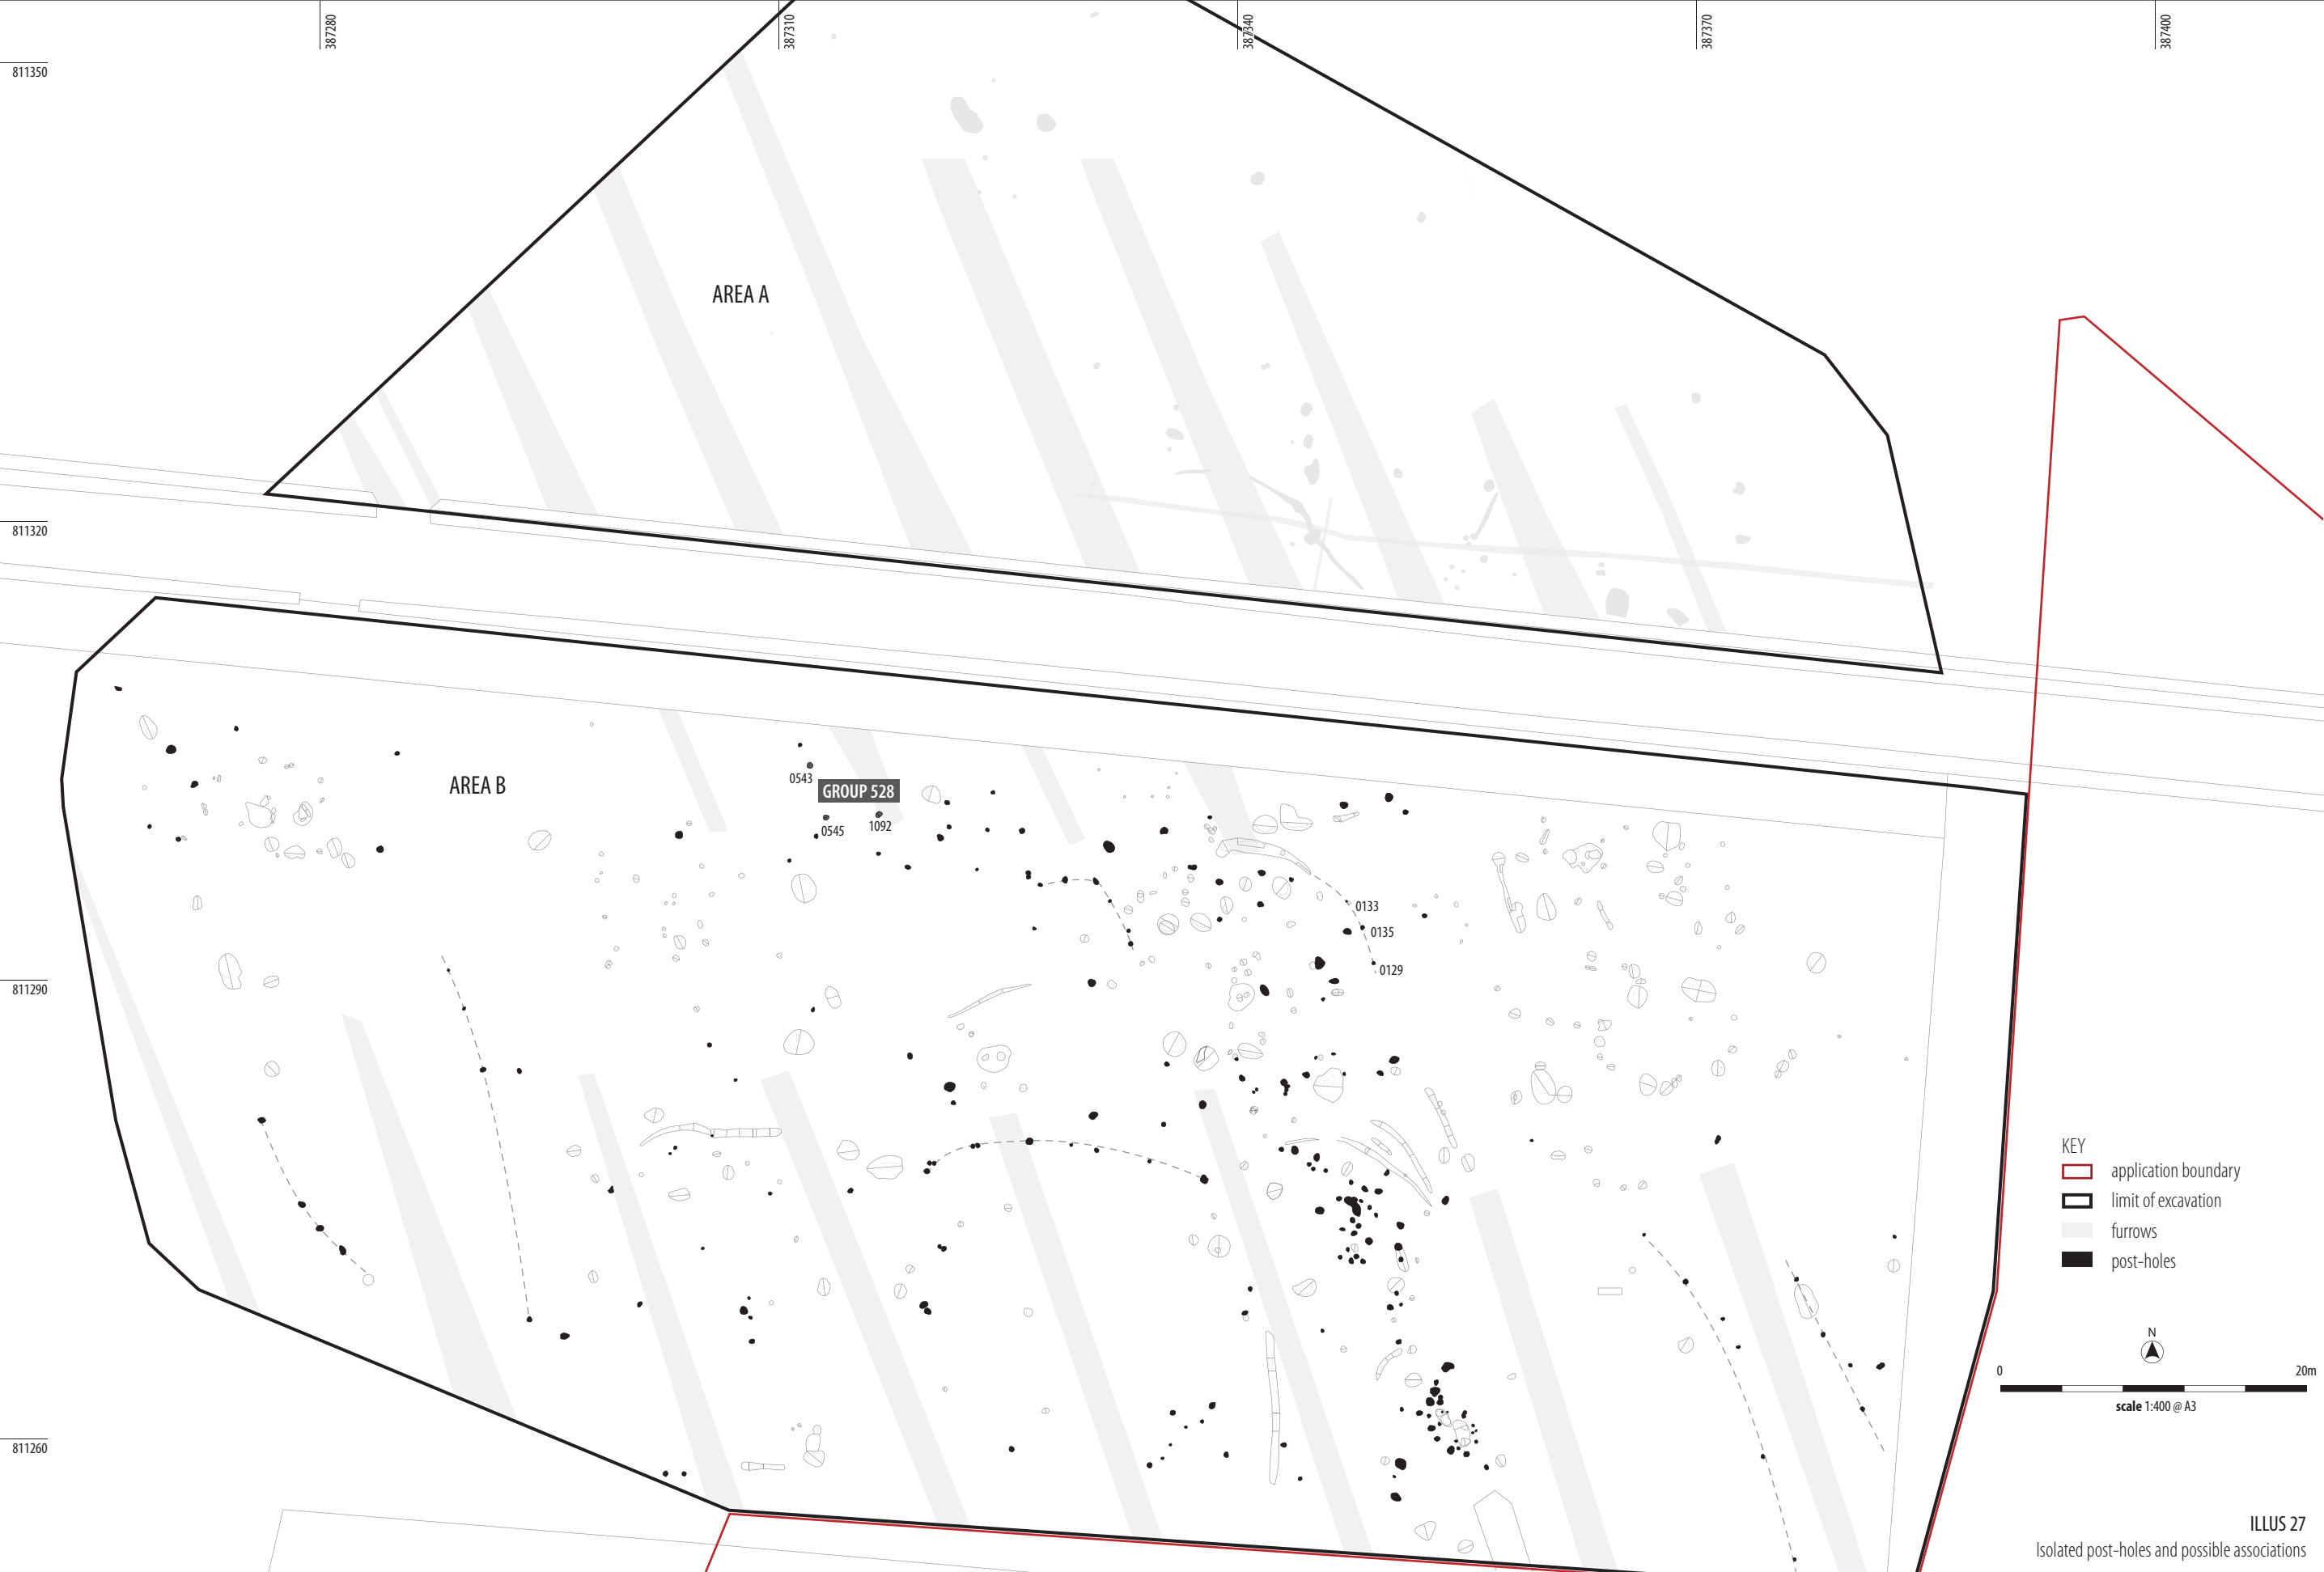 387280
387310
387340
387370
387400
811350
AREA A
811320
AREA B
0543
GROUP 528
0545
1092
0133
0135
0129
811290
KEY
application boundary
limit of excavation
furrows
post-holes
N
0
20m
scale 1:400 @ A3
811260
ILLUS 27
Isolated post-holes and possible associations